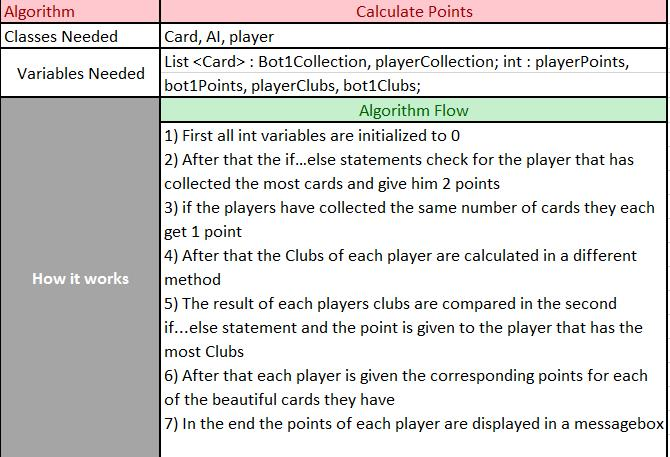 Algorithm
Calculate Points
Classes Needed
Card, AI, player
Variables Needed
List <Card> : Bot1Collection, playerCollection; int : playerPoints,
bot1Points, playerClubs, bot1Clubs;
Algorithm Flow
How it works
1) First all int variables are initialized to 0
2) After that the if...else statements check for the player that has
collected the most cards and give him 2 points
3) if the players have collected the same number of cards they each
get 1 point
4) After that the Clubs of each player are calculated in a different
method
5) The result of each players clubs are compared in the second
if...else statement and the point is given to the player that has the
most Clubs
6) After that each player is given the corresponding points for each
of the beautiful cards they have
7) In the end the points of each player are displayed in a messagebox